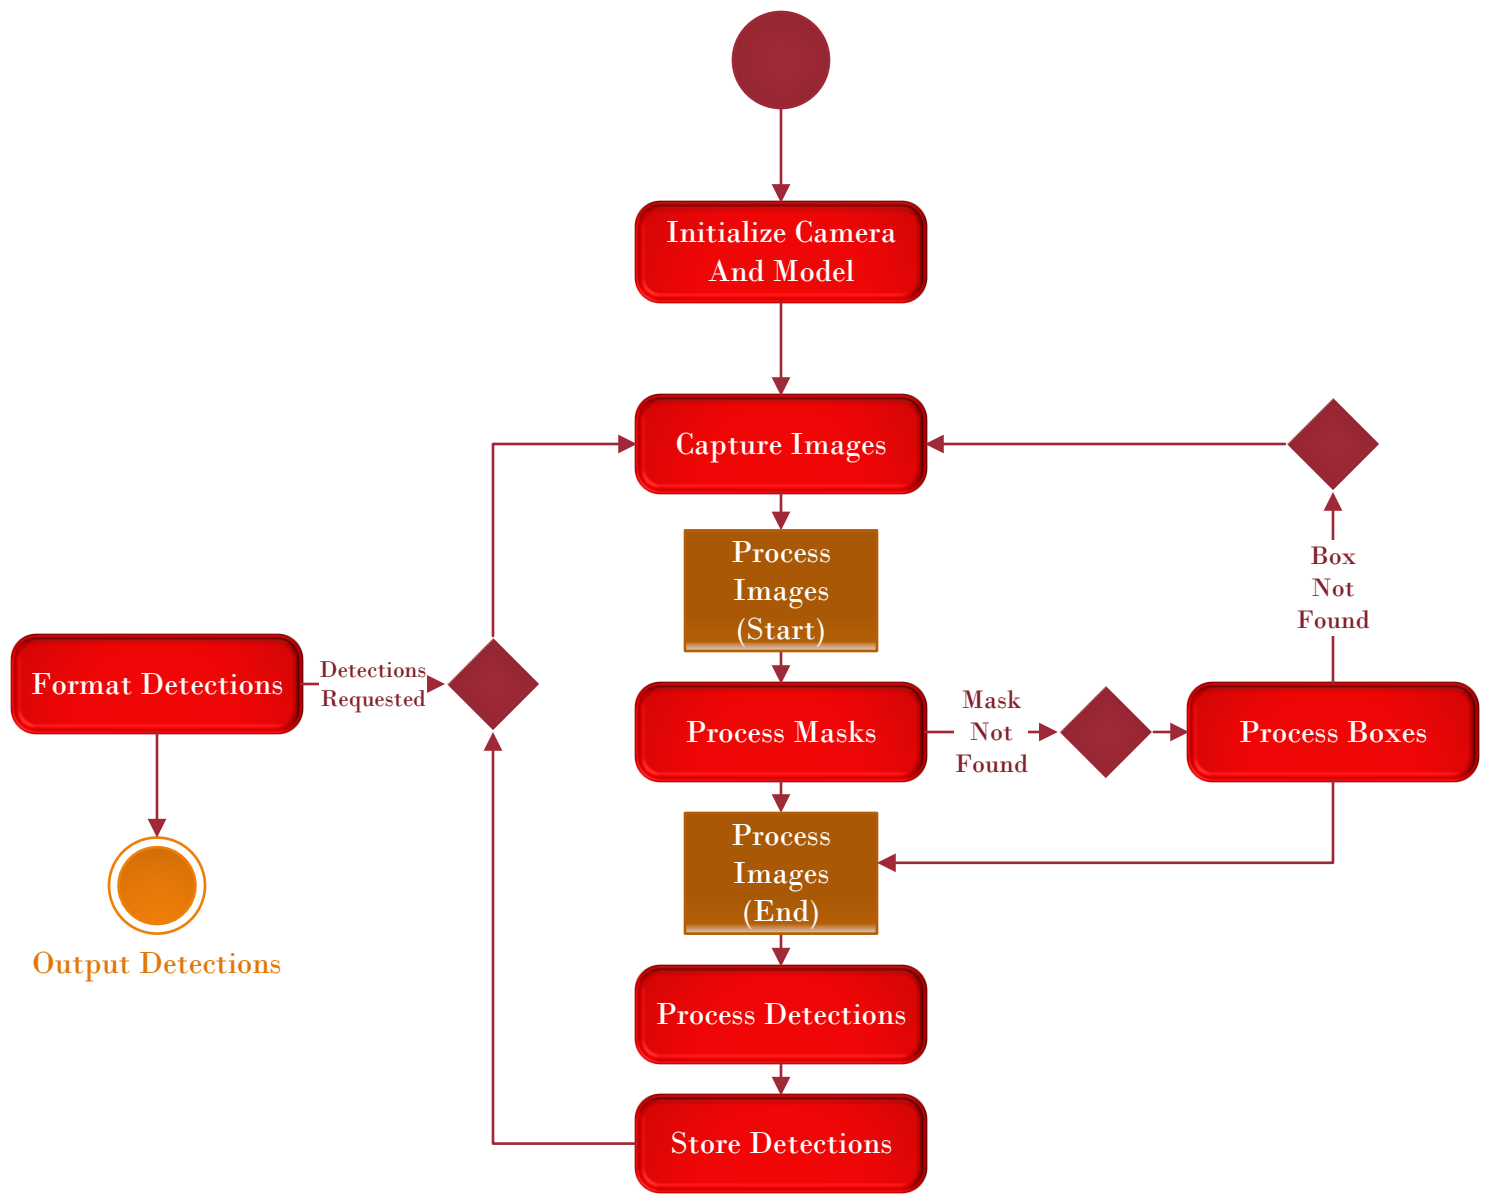 Initialize Camera
And Model
Capture Images
Process
Images
(Start)
Box
Not
Found
Format Detections
Detections
Requested
Process Masks
Mask
Not
Found
Process Boxes
Process
Images
(End)
Output Detections
Process Detections
Store Detections